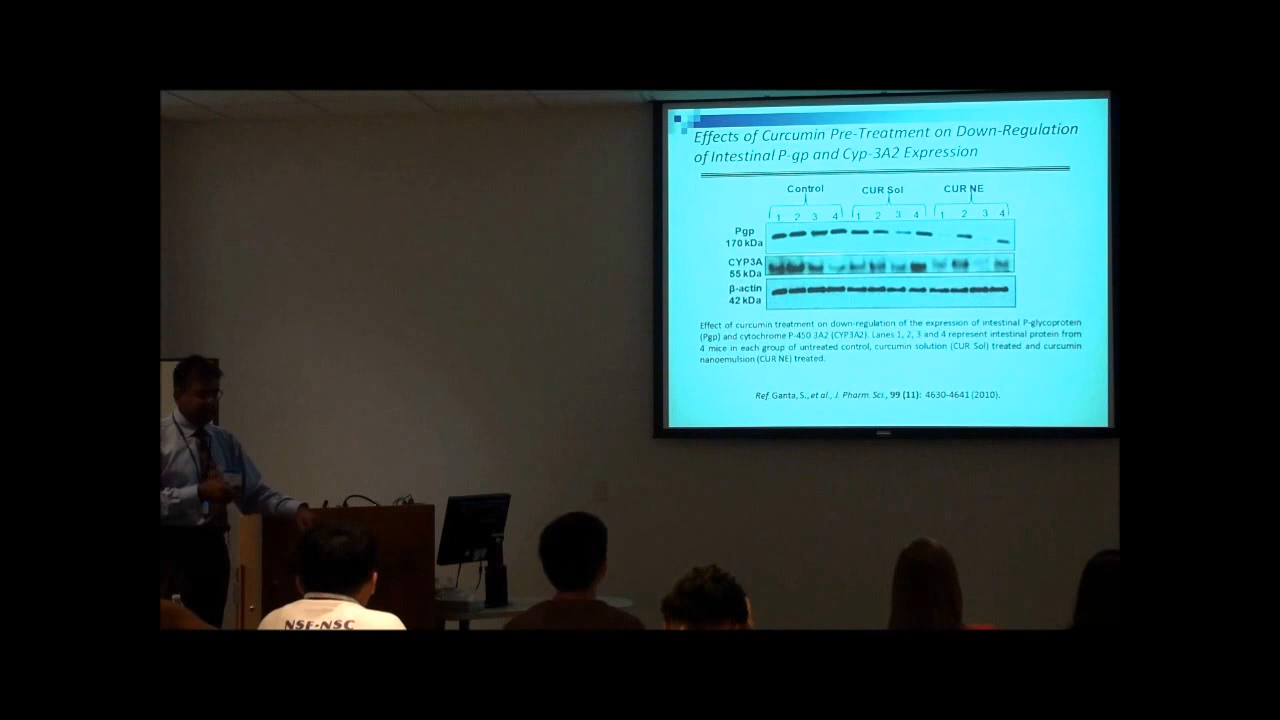 Effects of Curcumin Pre-Treatment on Down-Regulation
of Intestinal P-gp and Cyp-3A2 Expression
Control CUR Sol CUR NE
1 2 3 4 1 2 3 4 1 2 3 4
Pgp
170 kDa
CYP3A
55 kDa
β-actin
42 kDa
Effect of curcumin treatment on down-regulation of the expression of intestinal P-glycoprotein
(Pgp) and cytochrome P-450 3A2 (CYP3A2). Lanes 1, 2, 3 and 4 represent intestinal protein from
4 mice in each group of untreated control, curcumin solution (CUR Sol) treated and curcumin
nanoemulsion (CUR NE) treated.
Ref. Ganta, S., et al., J. Pharm. Sci., 99 (11): 4630-4641 (2010).
NSF-NSC